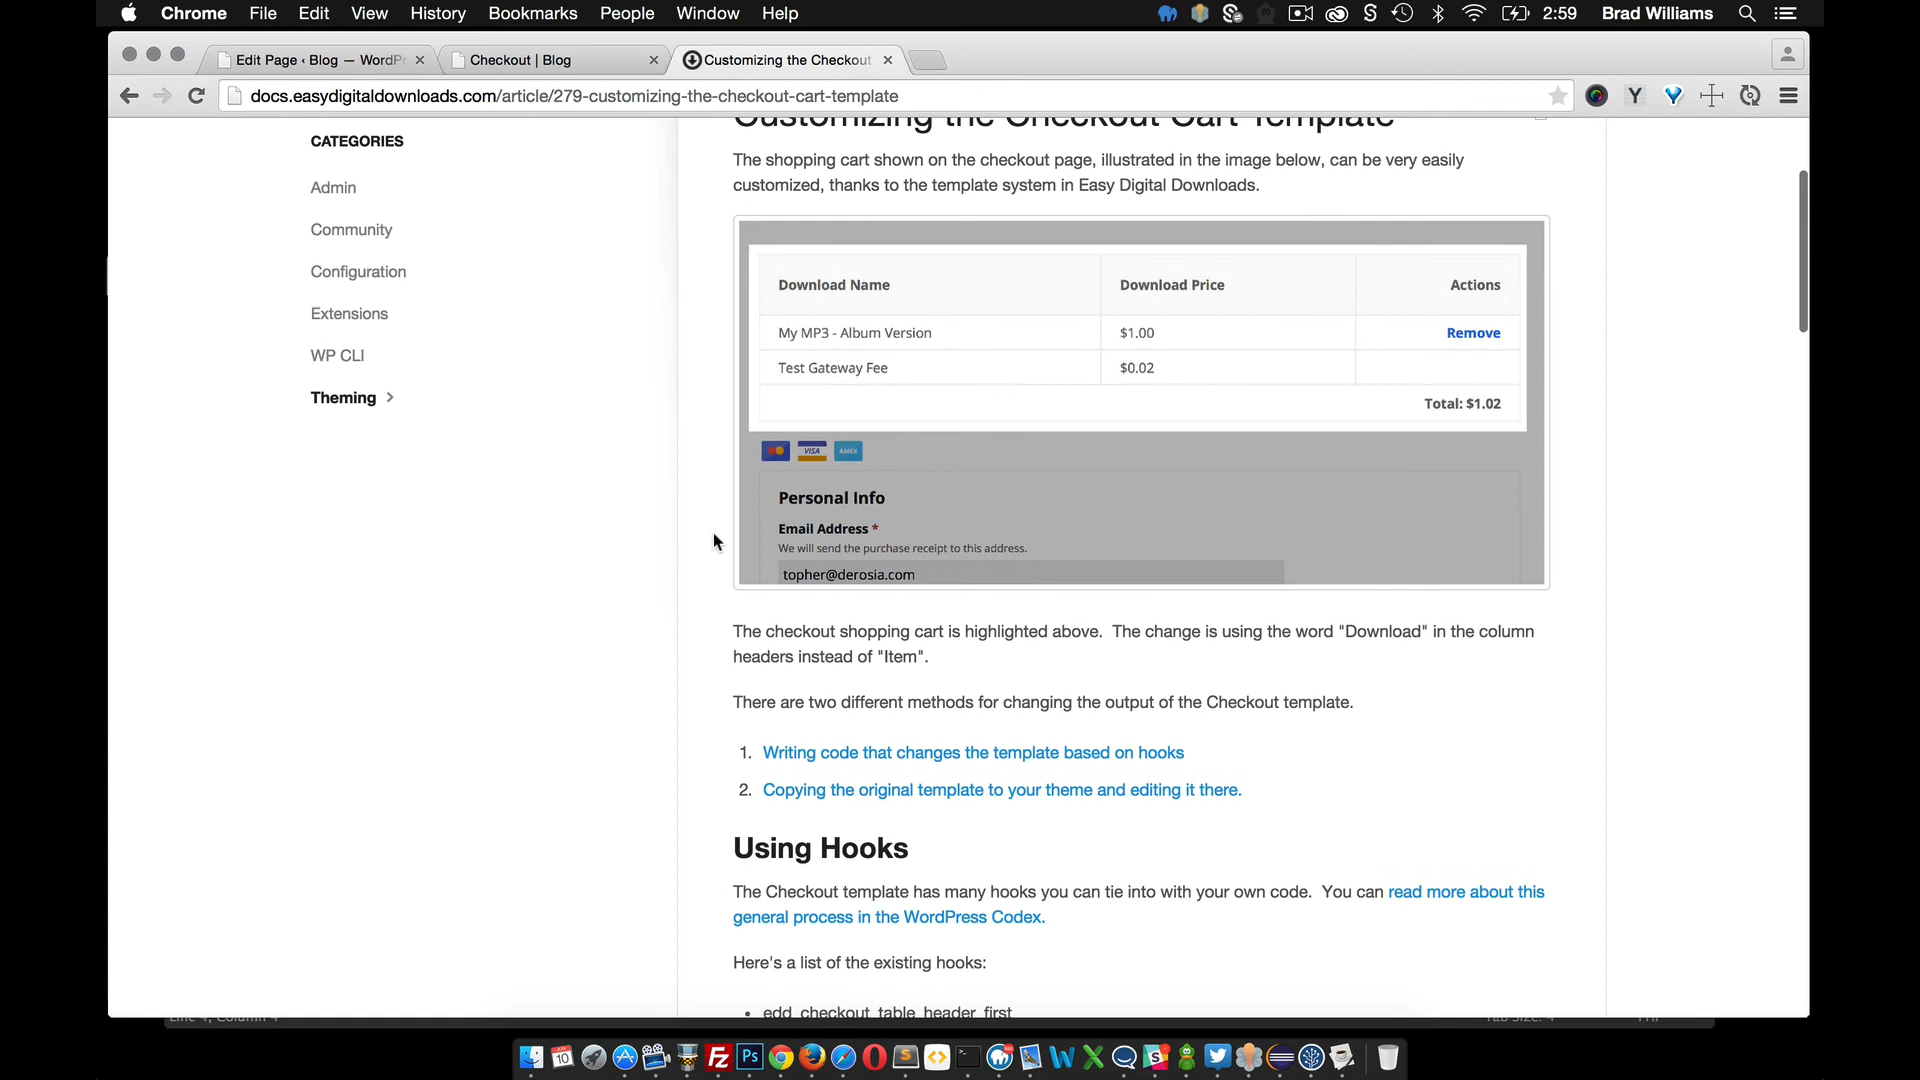 Chrome File Edit View History Bookmarks People Window Help 2:59 Brad Williams
Edit Page ‹ Blog — WordPr
Checkout | Blog
Customizing the Checkout
docs.easydigitaldownloads.com/article/279-customizing-the-checkout-cart-template
CATEGORIES
Admin
Community
Configuration
Extensions
WP CLI
Theming
Customizing the Checkout Cart Template
The shopping cart shown on the checkout page, illustrated in the image below, can be very easily
customized, thanks to the template system in Easy Digital Downloads.
Download Name Download Price Actions
My MP3 - Album Version $1.00 Remove
Test Gateway Fee $0.02
Total: $1.02
VISA AMEX
Personal Info
Email Address *
We will send the purchase receipt to this address.
topher@derosia.com
The checkout shopping cart is highlighted above. The change is using the word "Download" in the column
headers instead of "Item".
There are two different methods for changing the output of the Checkout template.
1. Writing code that changes the template based on hooks
2. Copying the original template to your theme and editing it there.
Using Hooks
The Checkout template has many hooks you can tie into with your own code. You can read more about this
general process in the WordPress Codex.
Here's a list of the existing hooks:
• edd_checkout_table_header_first